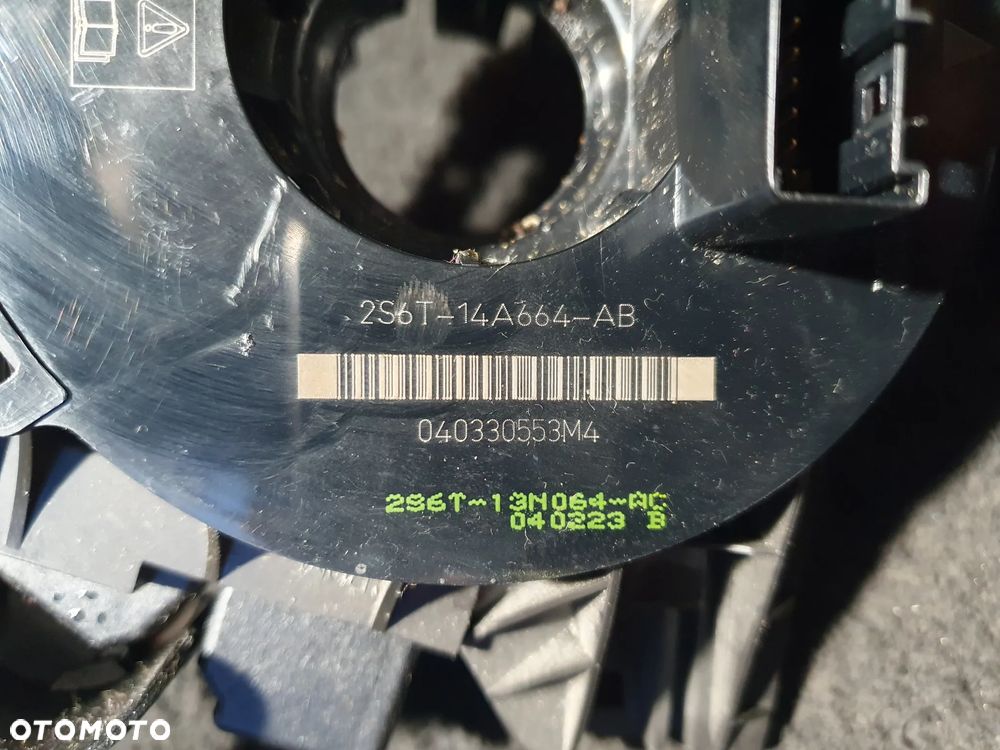 2S6T-14A664-AB
040330553M4
2S6T-13N064-AC
040223 B
OTOMOTO